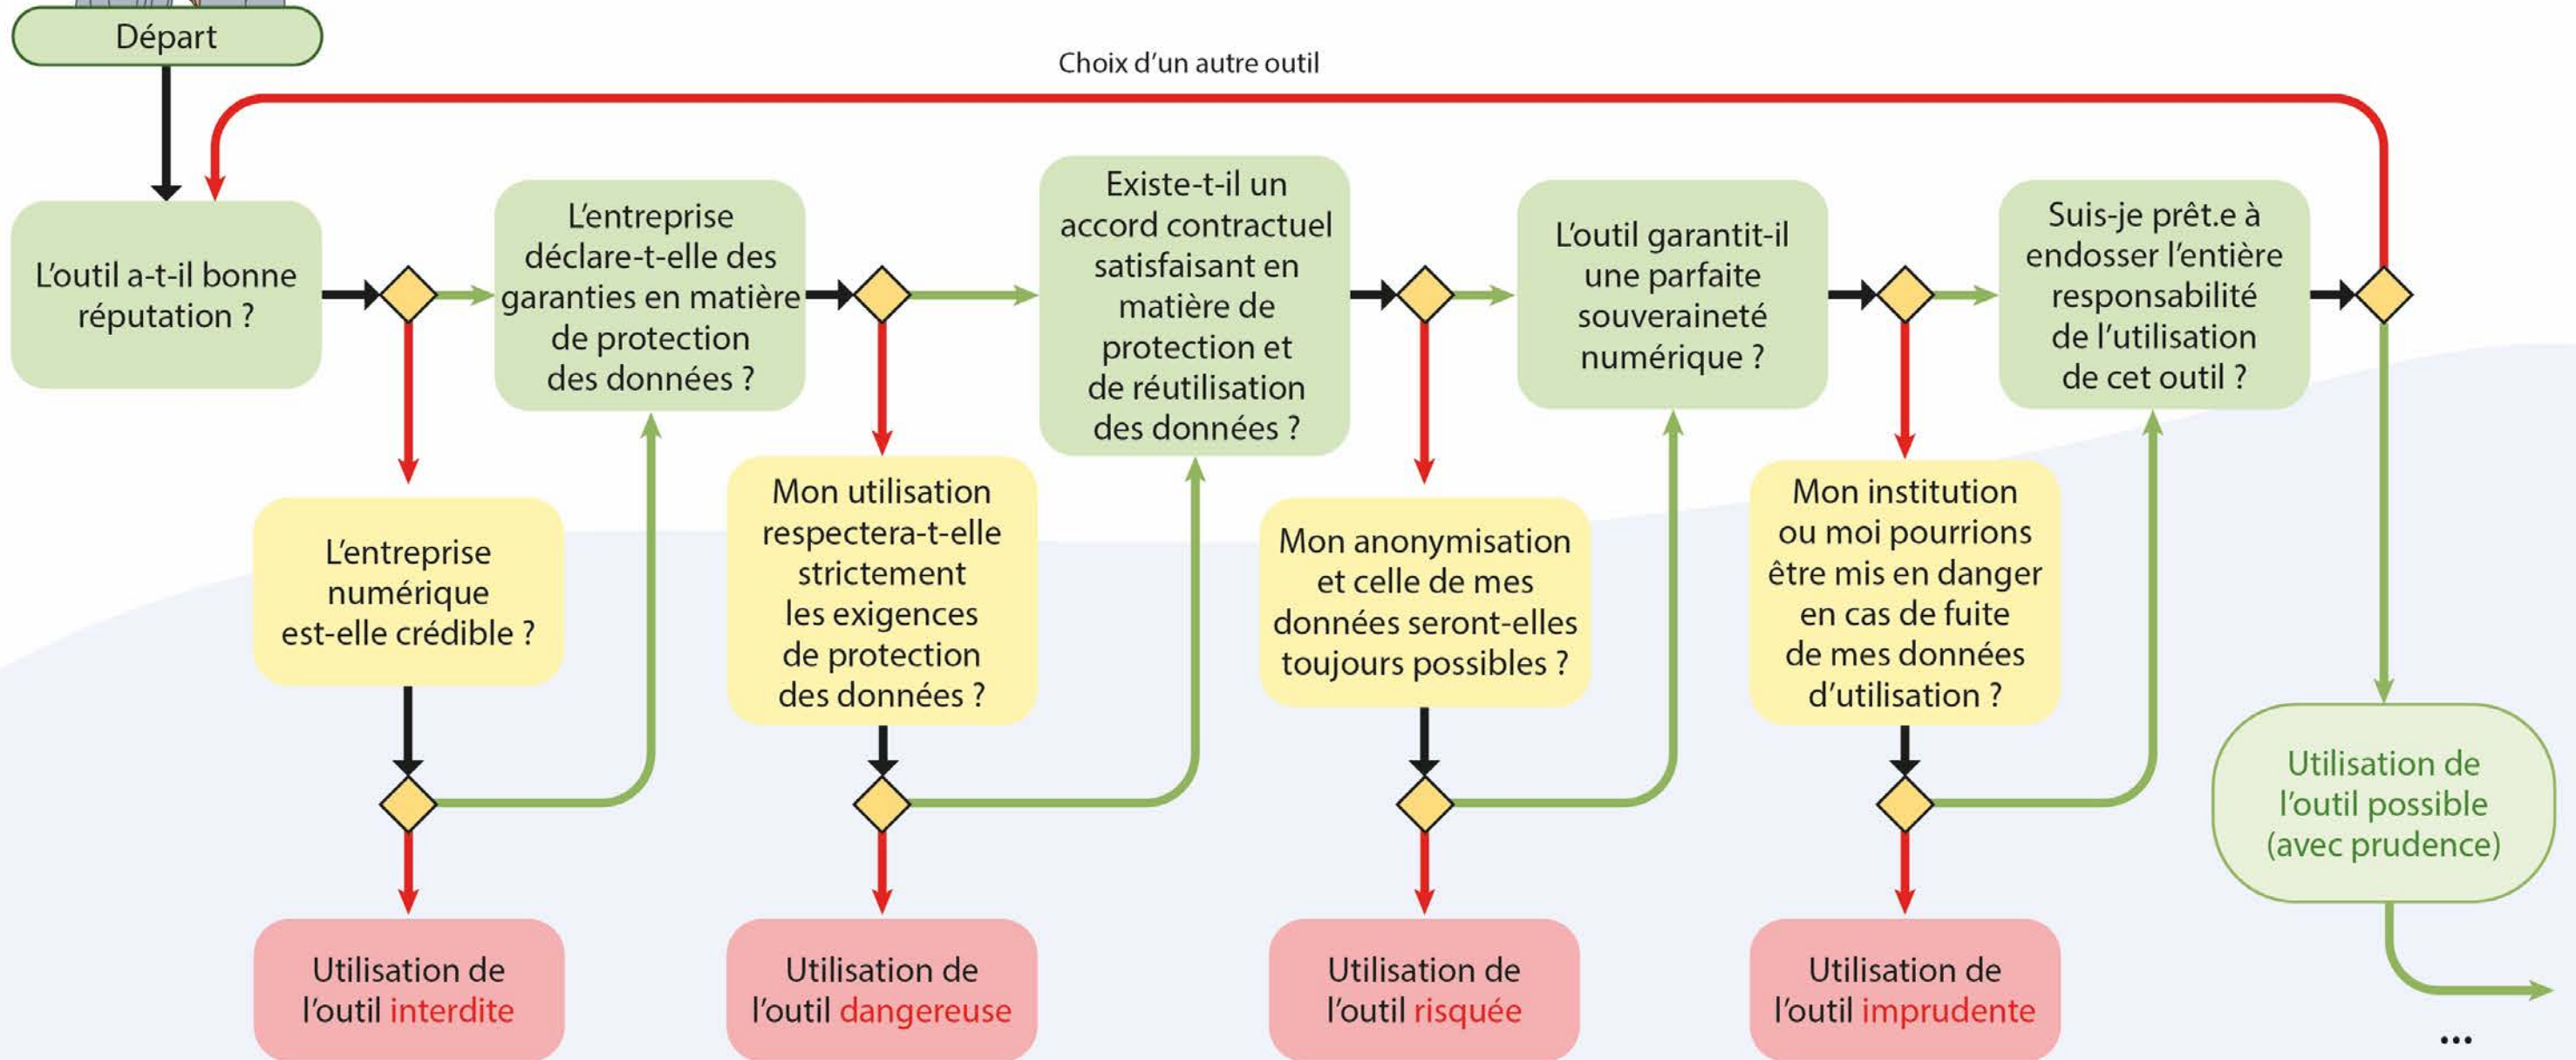 Départ
Choix d'un autre outil
L'outil a-t-il bonne
réputation ?
L'entreprise
déclare-t-elle des
garanties en matière
de protection
des données ?
Existe-t-il un
accord contractuel
satisfaisant en
matière de
protection et
de réutilisation
des données ?
L'outil garantit-il
une parfaite
souveraineté
numérique ?
Suis-je prêt.e à
endosser l'entière
responsabilité
de l'utilisation
de cet outil ?
L'entreprise
numérique
est-elle crédible ?
Mon utilisation
respectera-t-elle
strictement
les exigences
de protection
des données ?
Mon anonymisation
et celle de mes
données seront-elles
toujours possibles ?
Mon institution
ou moi pourrions
être mis en danger
en cas de fuite
de mes données
d'utilisation ?
Utilisation de
l'outil possible
(avec prudence)
Utilisation de
l'outil interdite
Utilisation de
l'outil dangereuse
Utilisation de
l'outil risquée
Utilisation de
l'outil imprudente
...